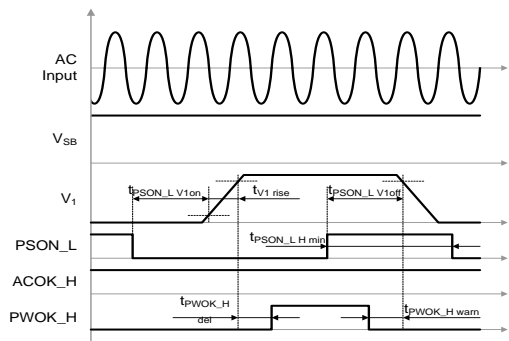 AC
Input
VSB
tPSON_L V1on
tV1 rise
tPSON_L V1off
V1
PSON_L
tPSON_L H min
ACOK_H
tPWOK_H
del
tPWOK_H warn
PWOK_H